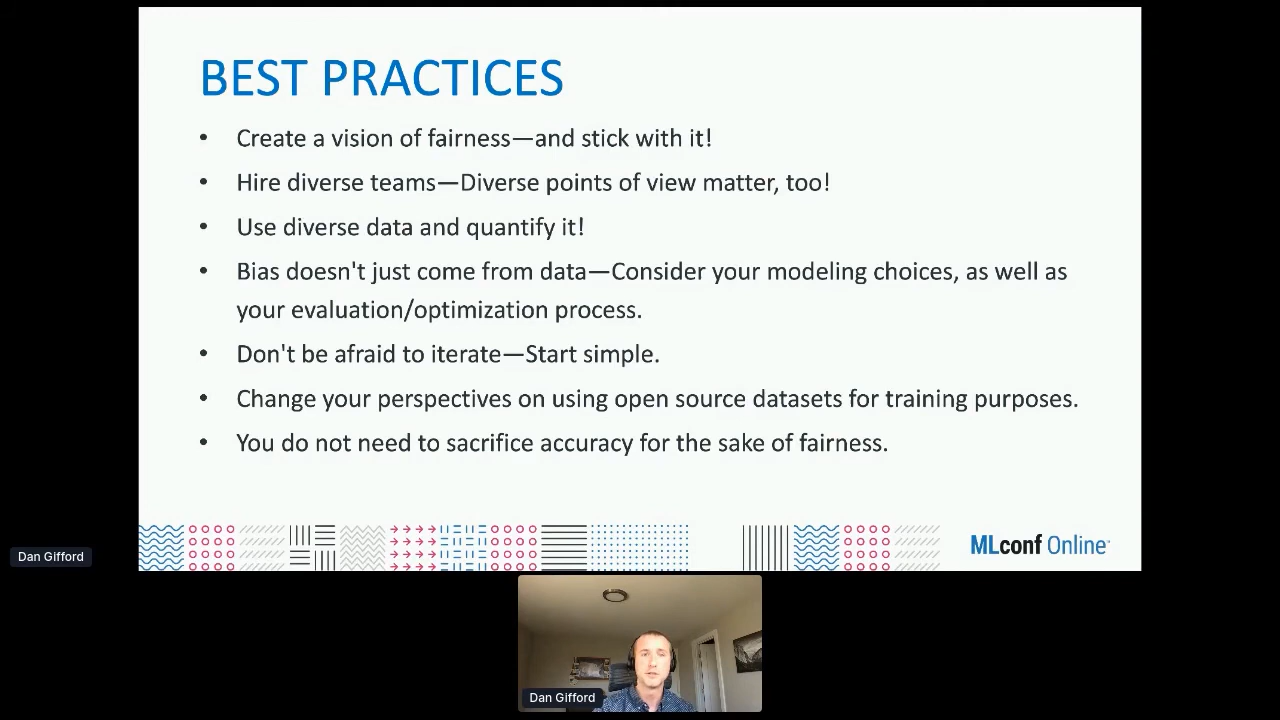 BEST PRACTICES
• Create a vision of fairness—and stick with it!
• Hire diverse teams—Diverse points of view matter, too!
• Use diverse data and quantify it!
• Bias doesn't just come from data—Consider your modeling choices, as well as
your evaluation/optimization process.
• Don't be afraid to iterate—Start simple.
• Change your perspectives on using open source datasets for training purposes.
• You do not need to sacrifice accuracy for the sake of fairness.
MLconf Online™
Dan Gifford
Dan Gifford